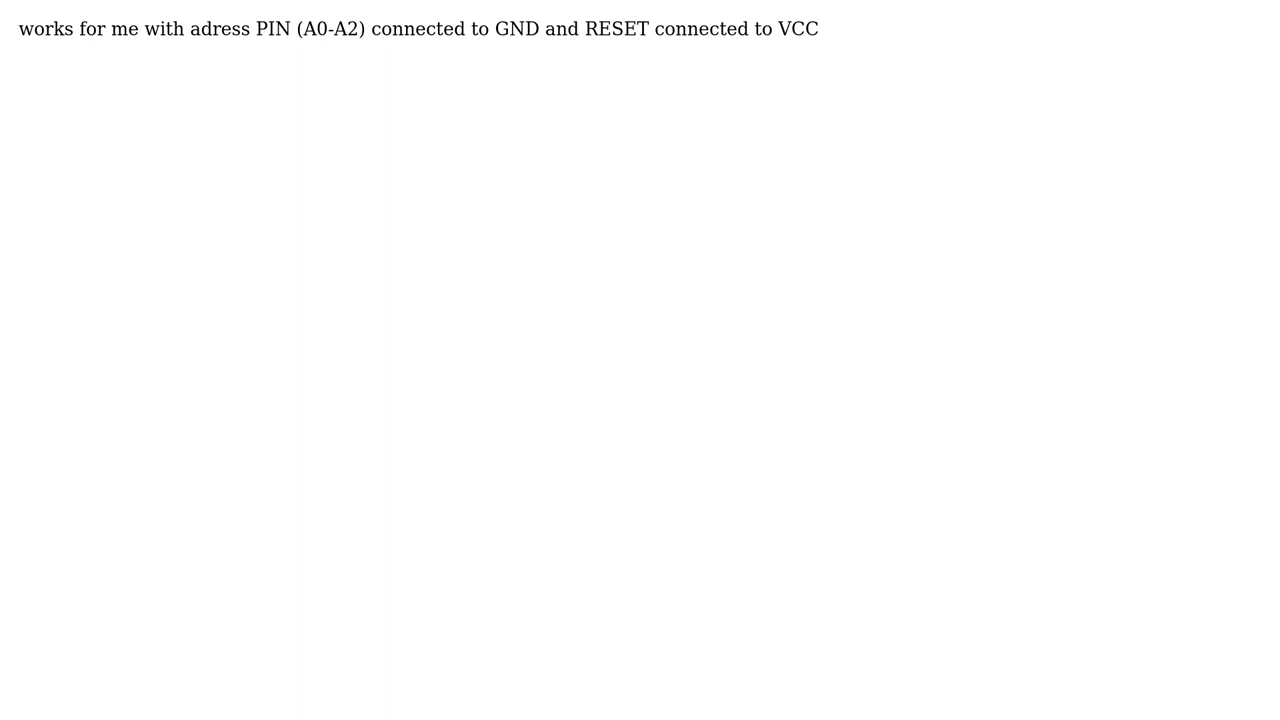 works for me with adress PIN (A0-A2) connected to GND and RESET connected to VCC